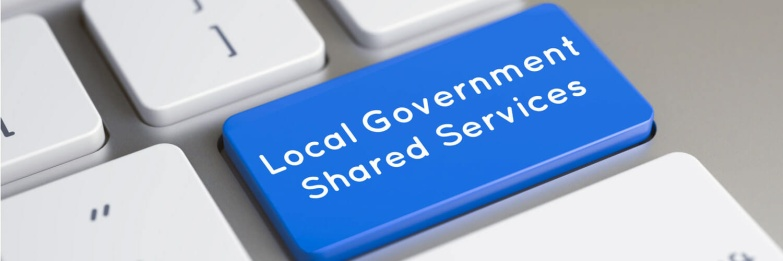 ]
Local Government
Shared Services
"